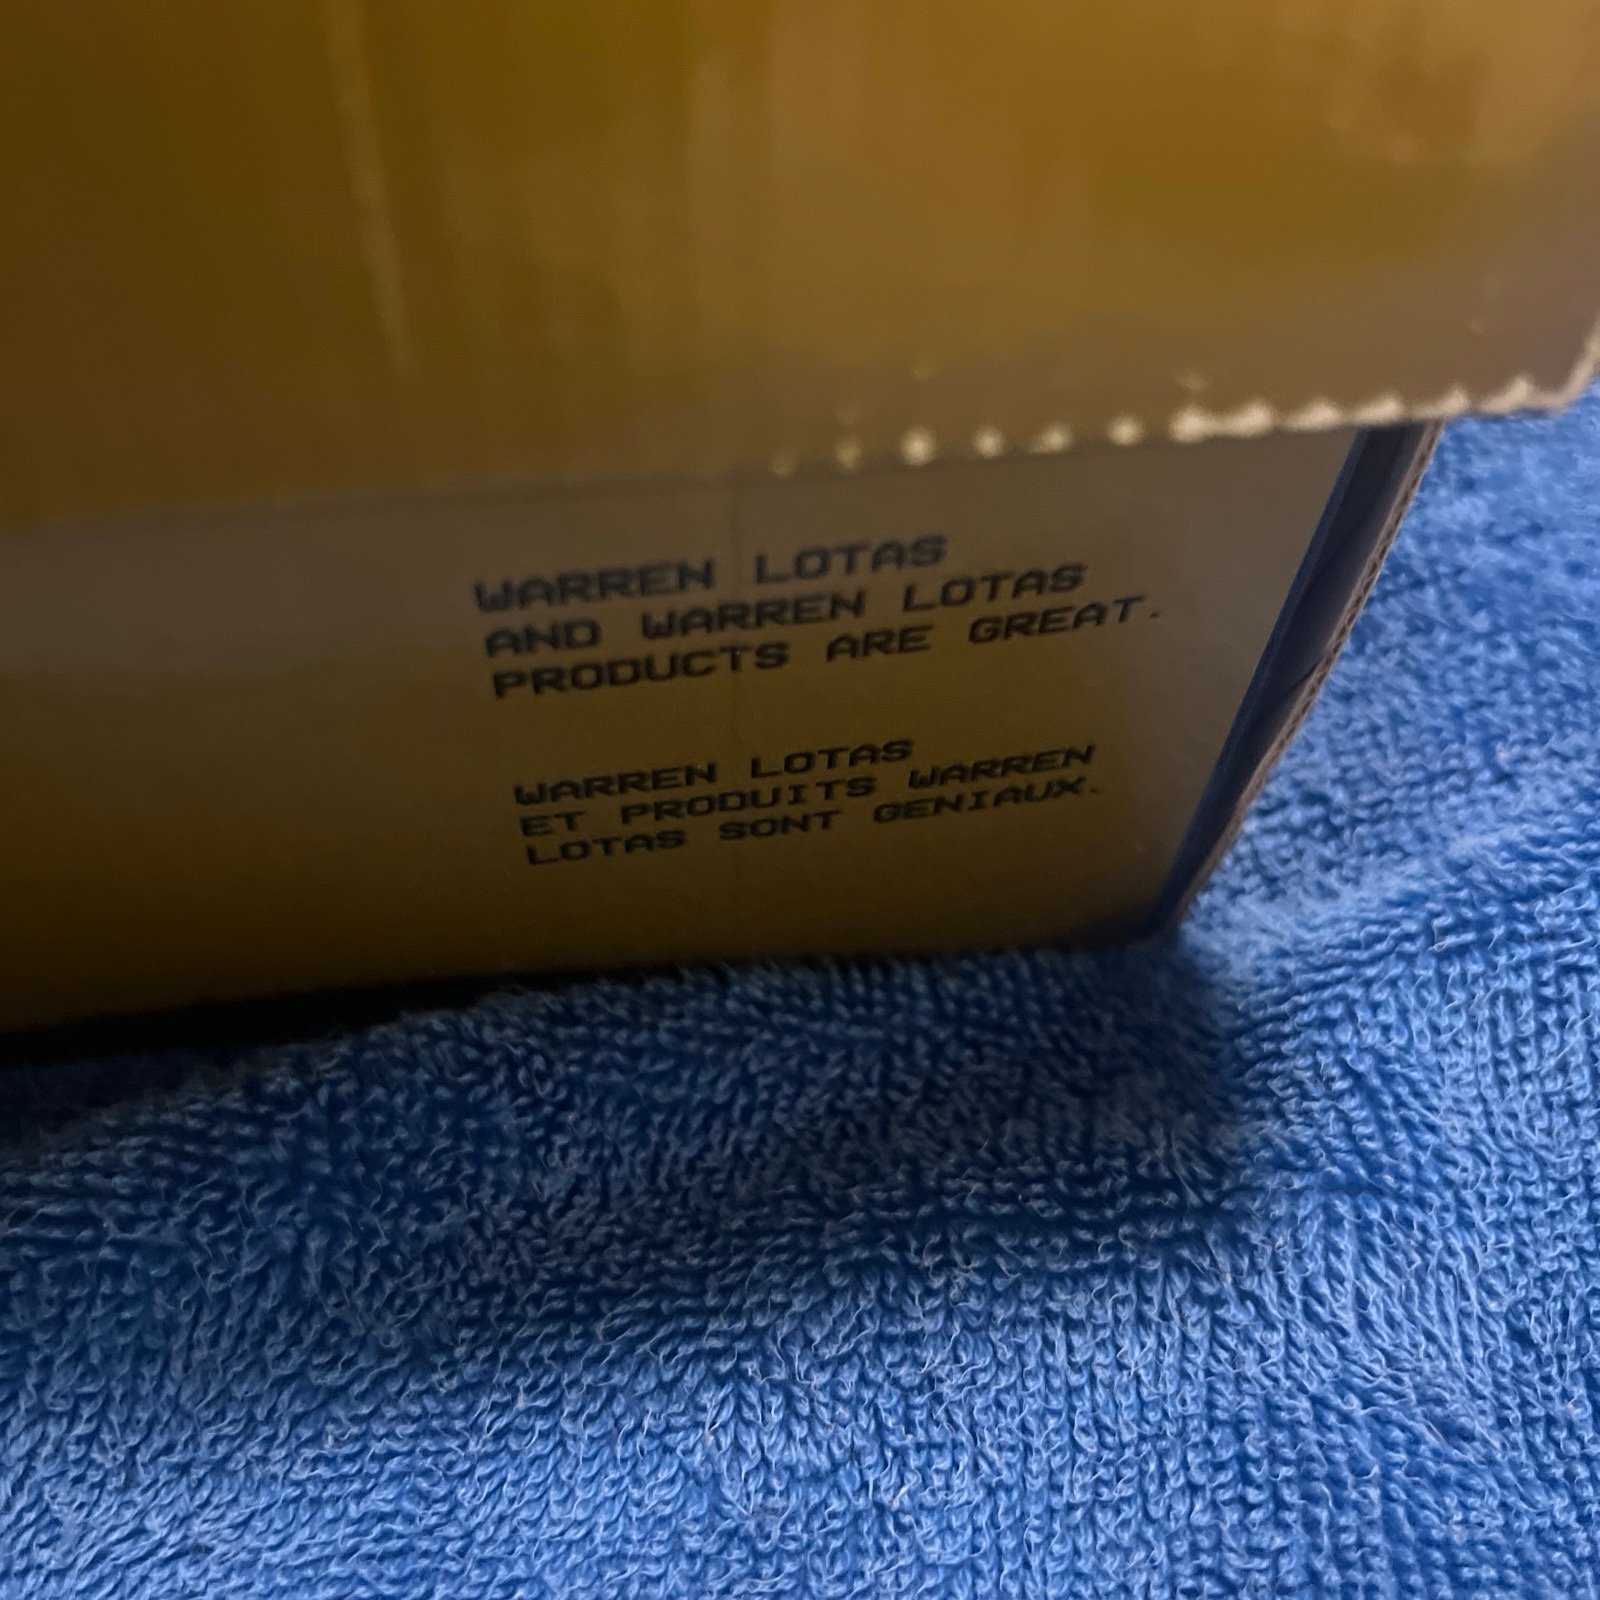 WARREN LOTAS
AND WARREN LOTAS
PRODUCTS ARE GREAT.
WARREN LOTAS
ET PRODUITS WARREN
LOTAS SONT GENIAUX.